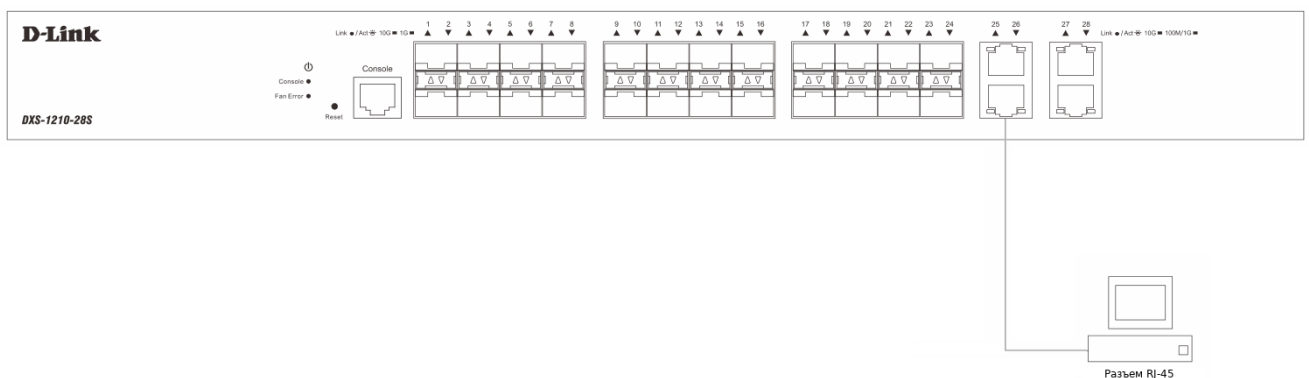 D-Link
Link ● / Act ✳ 10G ■ 1G ■
1 2 3 4 5 6 7 8
9 10 11 12 13 14 15 16
17 18 19 20 21 22 23 24
25 26
27 28
Link ● / Act ✳ 10G ■ 100M/1G ■
Console
Console
Fan Error
Reset
DXS-1210-28S
Разъем RJ-45